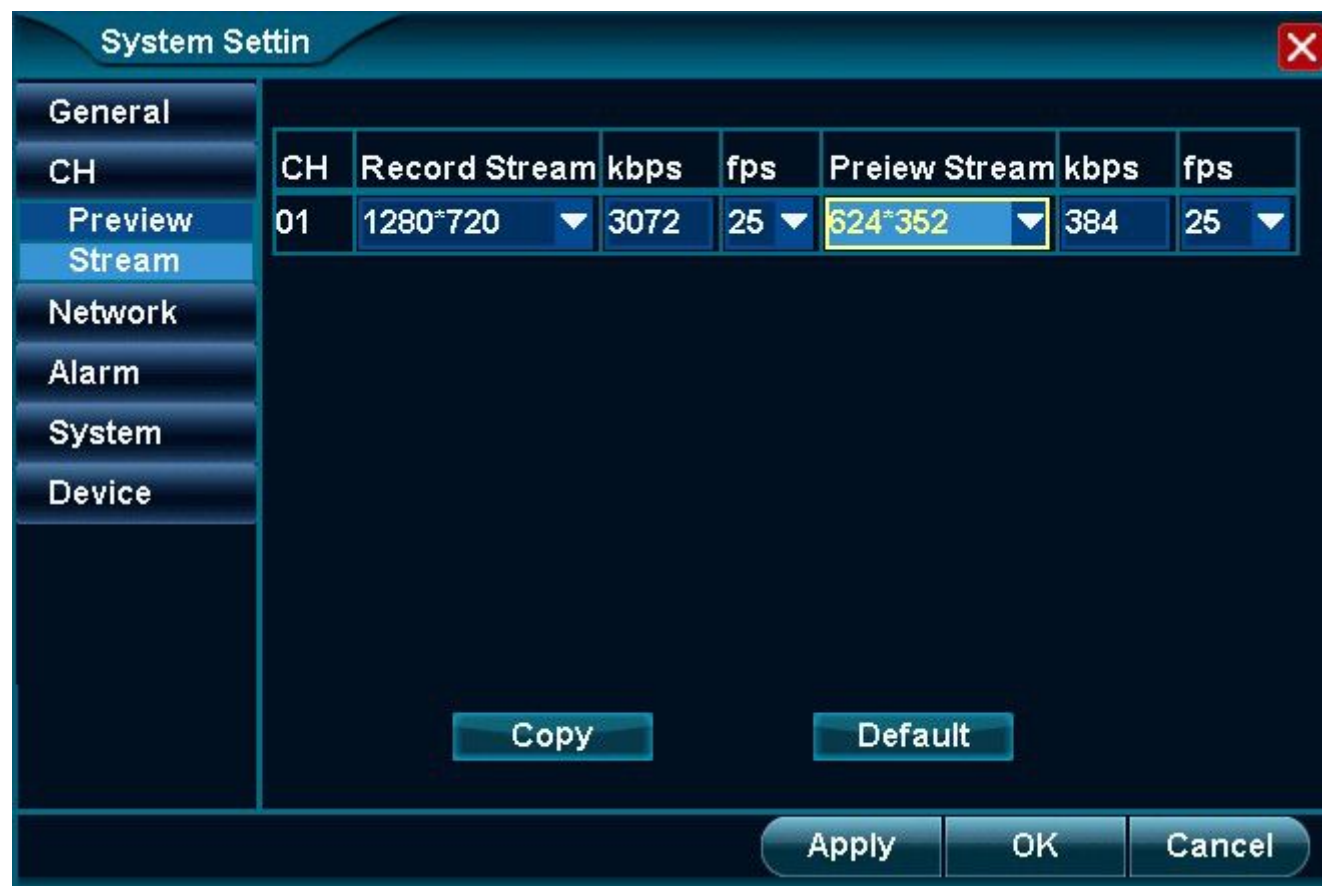 System Settin
General
CH
Preview
Stream
Network
Alarm
System
Device
CH Record Stream kbps fps Preiew Stream kbps fps
01 1280*720 3072 25 624*352 384 25
Copy Default
Apply OK Cancel